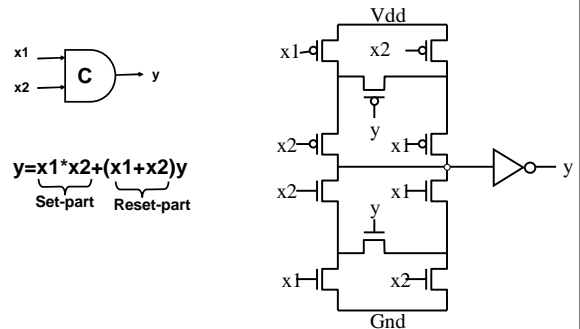 Vdd
x1
x2
C
y
x1
x2
y
x2
x1
y=x1*x2+(x1+x2)y
Set-part
Reset-part
y
x2
x1
y
x1
x2
Gnd